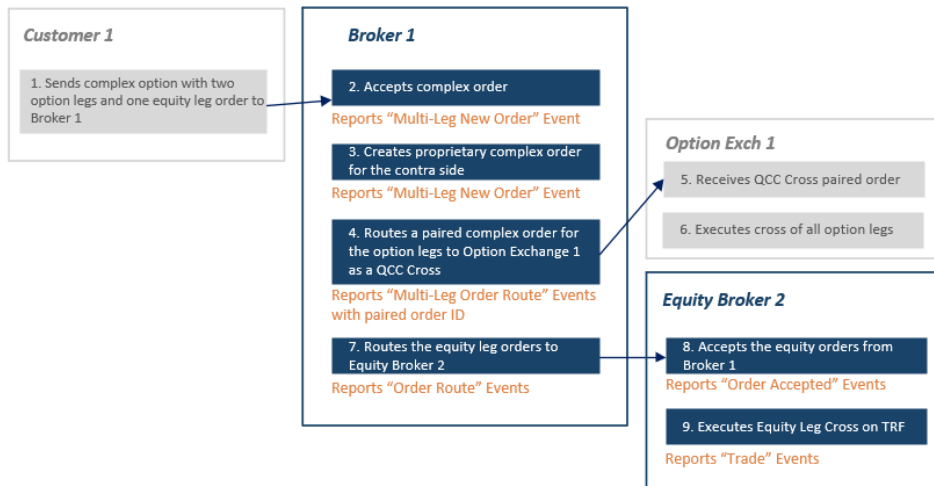 Customer 1
1. Sends complex option with two
option legs and one equity leg order to
Broker 1
Broker 1
2. Accepts complex order
Reports “Multi-Leg New Order” Event
3. Creates proprietary complex order
for the contra side
Reports “Multi-Leg New Order” Event
4. Routes a paired complex order for
the option legs to Option Exchange 1
as a QCC Cross
Reports “Multi-Leg Order Route” Events
with paired order ID
7. Routes the equity leg orders to
Equity Broker 2
Reports “Order Route” Events
Option Exch 1
5. Receives QCC Cross paired order
6. Executes cross of all option legs
Equity Broker 2
8. Accepts the equity orders from
Broker 1
Reports “Order Accepted” Events
9. Executes Equity Leg Cross on TRF
Reports “Trade” Events